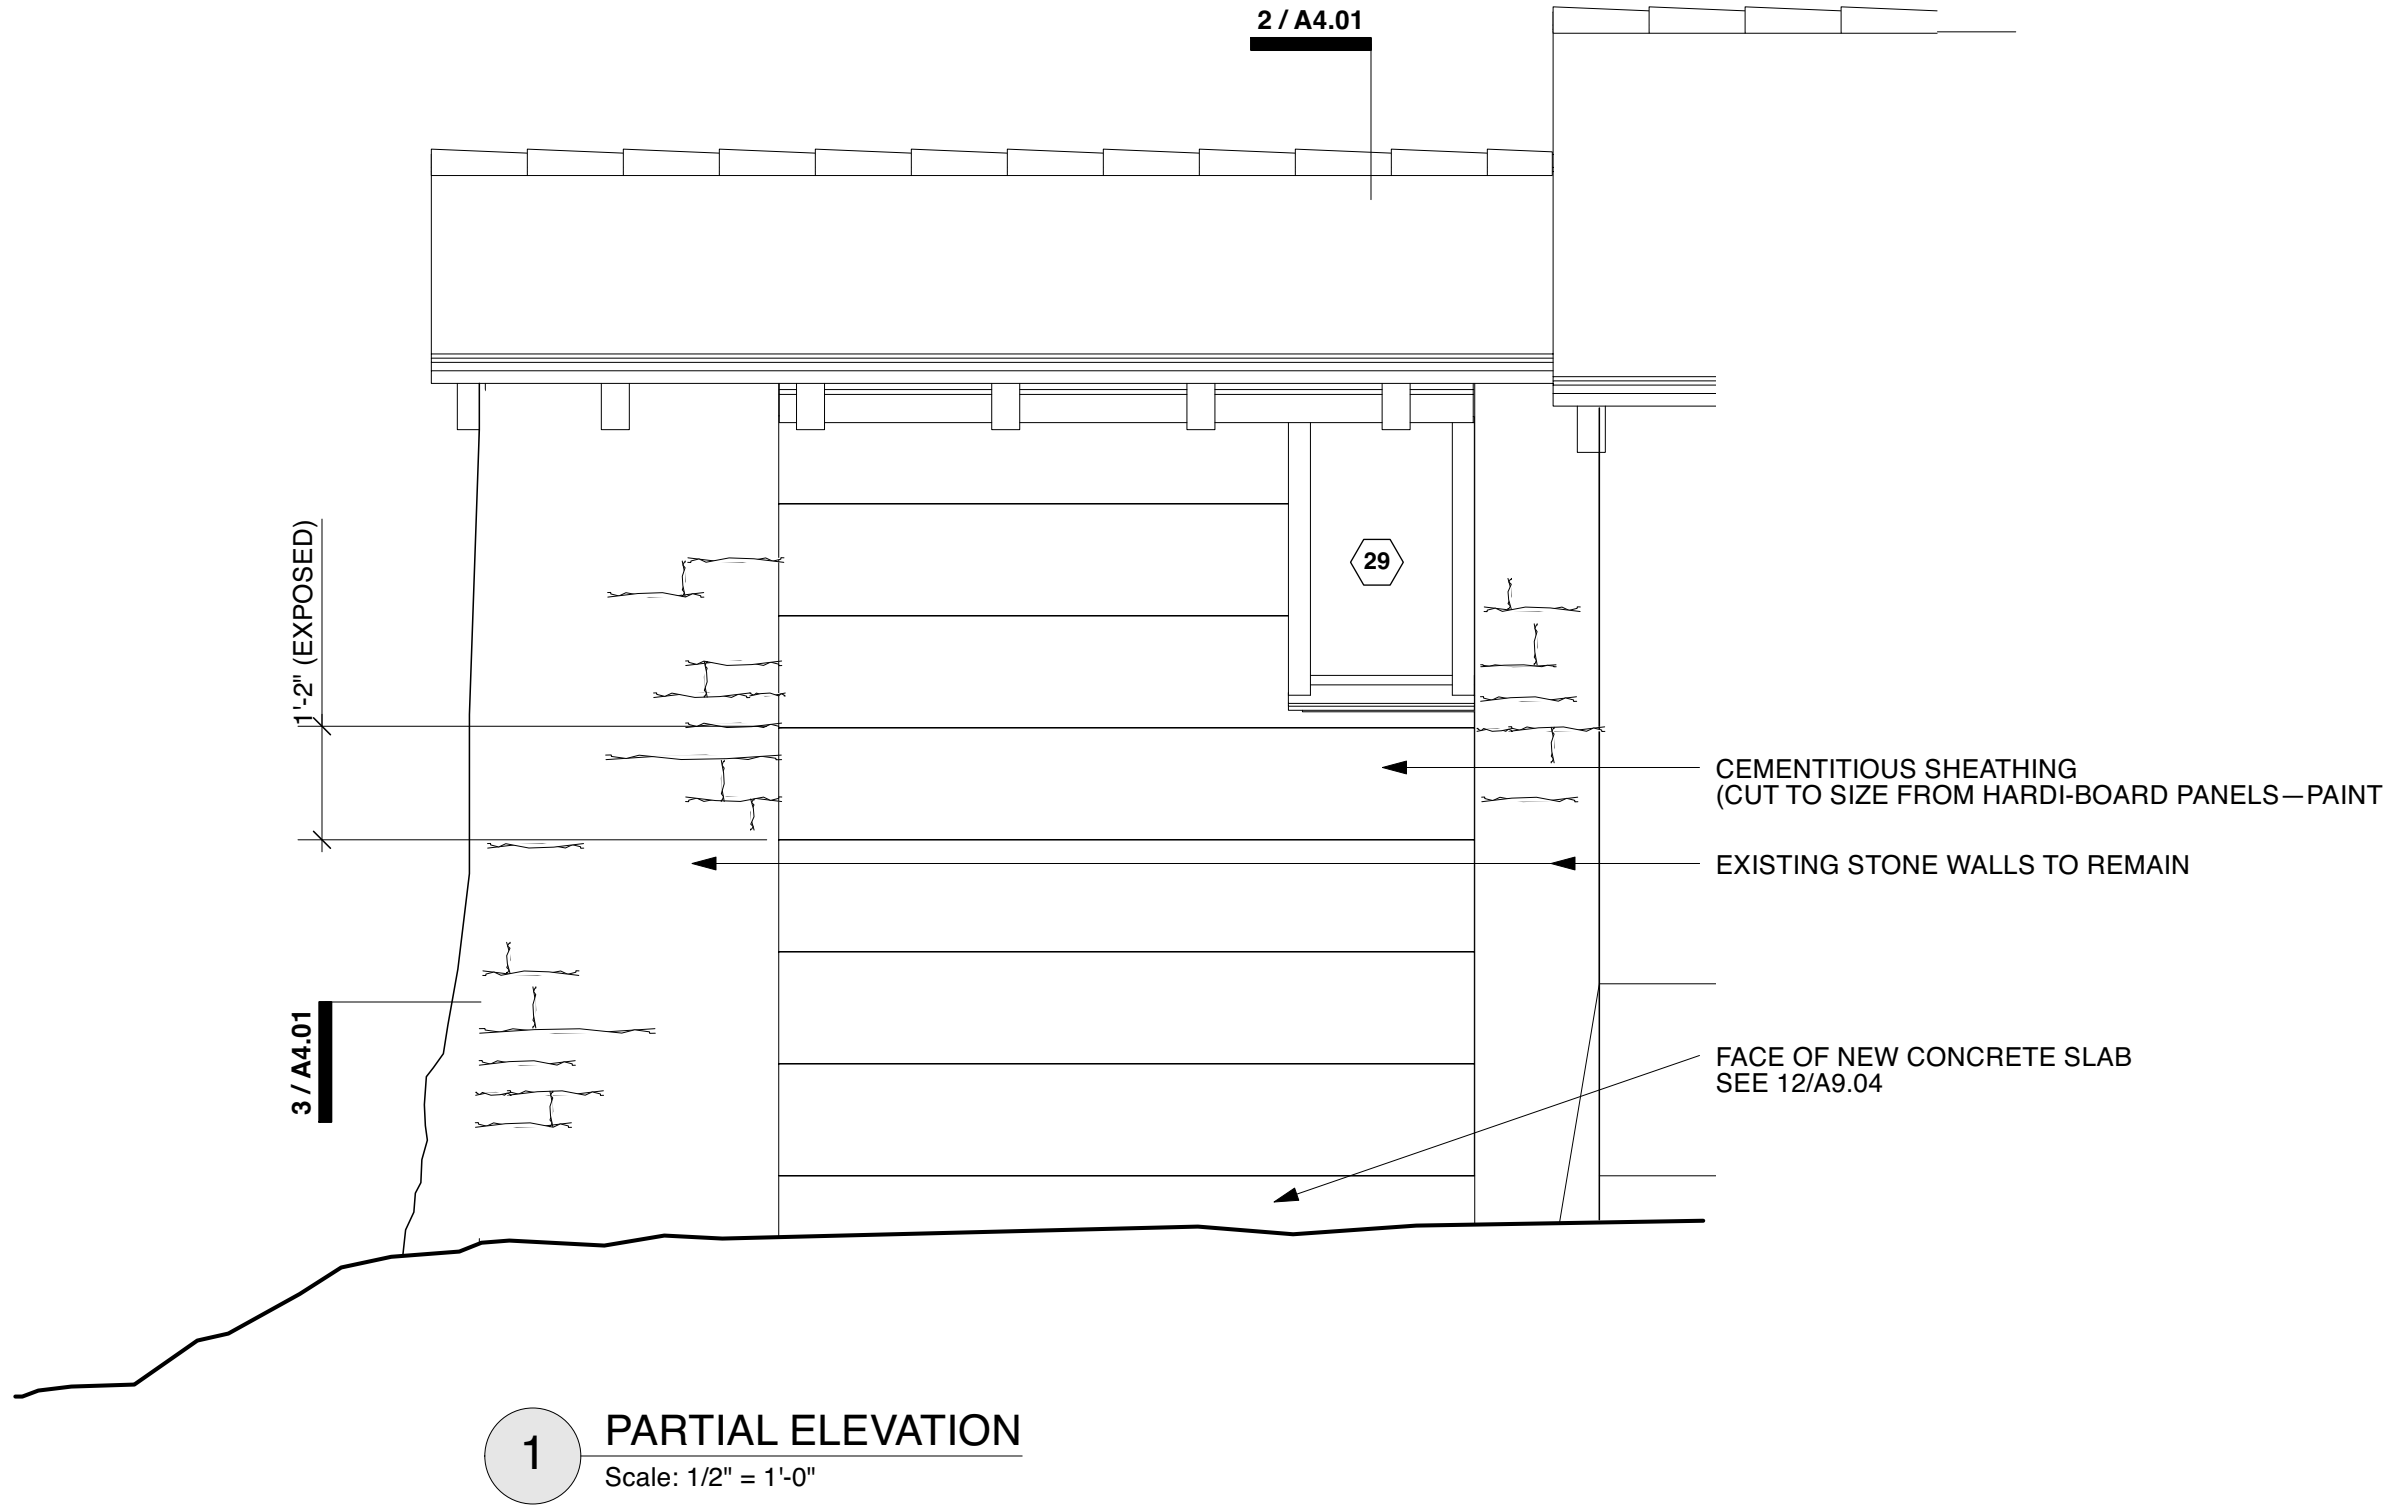 2 / A4.01
1'-2" (EXPOSED)
29
CEMENTITIOUS SHEATHING
(CUT TO SIZE FROM HARDI-BOARD PANELS—PAINT
EXISTING STONE WALLS TO REMAIN
3 / A4.01
FACE OF NEW CONCRETE SLAB
SEE 12/A9.04
1
PARTIAL ELEVATION
Scale: 1/2" = 1'-0"